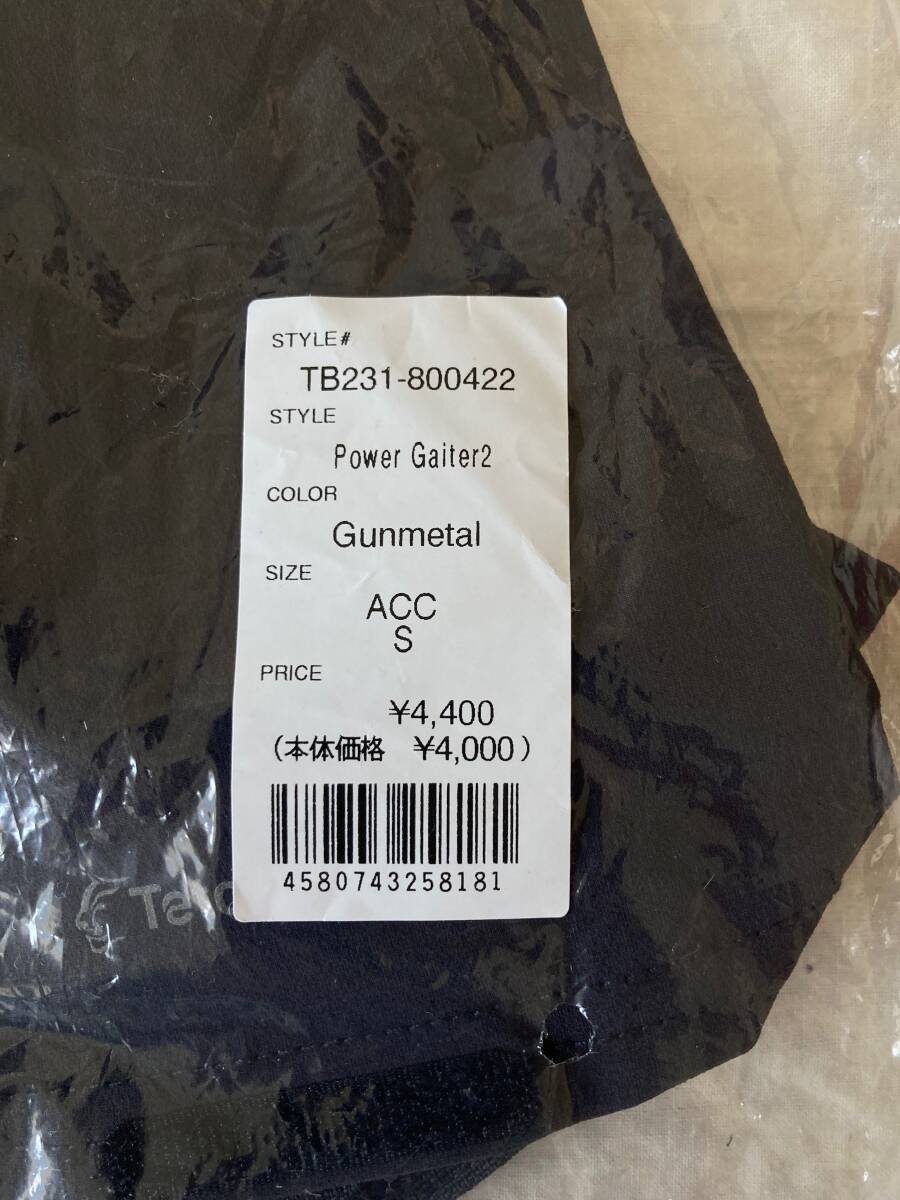 STYLE#
TB231-800422
STYLE
Power Gaiter2
COLOR
Gunmetal
SIZE
ACC
S
PRICE
¥4,400
(本体価格 ¥4,000)
4580743258181